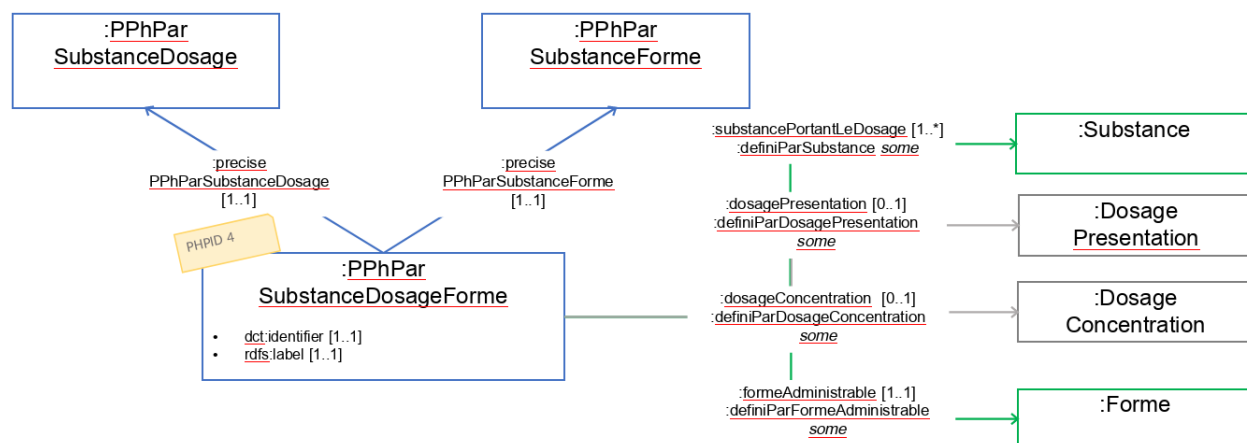 :PPhPar
SubstanceDosage
:PPhPar
SubstanceForme
:substancePortantLeDosage [1..*]
:definiParSubstance some
:Substance
:precise
PPhParSubstanceDosage
[1..1]
:precise
PPhParSubstanceForme
[1..1]
:dosagePresentation [0..1]
:definiParDosagePresentation
some
:Dosage
Presentation
PHPID 4
:PPhPar
SubstanceDosageForme
• dct:identifier [1..1]
• rdfs:label [1..1]
:dosageConcentration [0..1]
:definiParDosageConcentration
some
:Dosage
Concentration
:formeAdministrable [1..1]
:definiParFormeAdministrable
some
:Forme